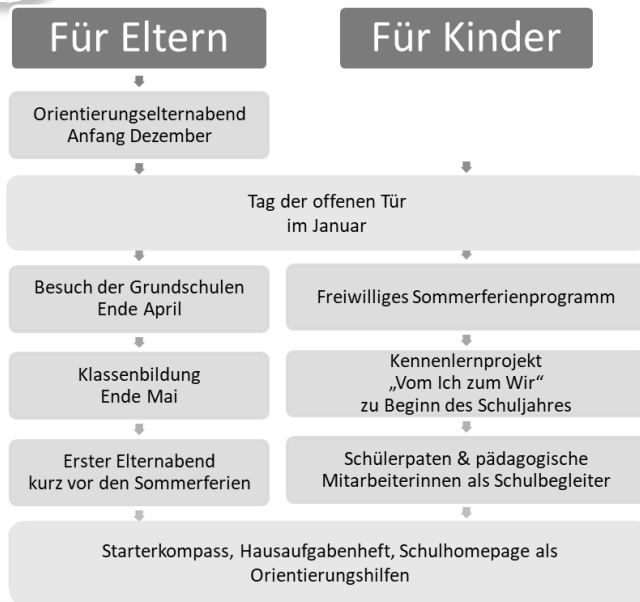 Für Eltern
Für Kinder
Orientierungselternabend
Anfang Dezember
Tag der offenen Tür
im Januar
Besuch der Grundschulen
Ende April
Freiwilliges Sommerferienprogramm
Klassenbildung
Ende Mai
Kennenlernprojekt
„Vom Ich zum Wir“
zu Beginn des Schuljahres
Erster Elternabend
kurz vor den Sommerferien
Schülerpaten & pädagogische
Mitarbeiterinnen als Schulbegleiter
Starterkompass, Hausaufgabenheft, Schulhomepage als
Orientierungshilfen